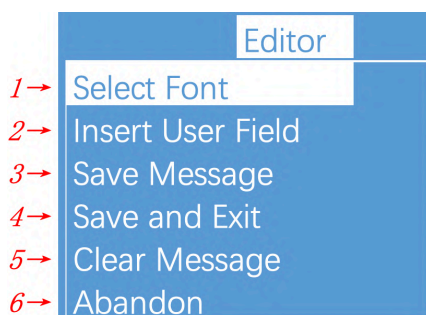 Editor
1→ Select Font
2→ Insert User Field
3→ Save Message
4→ Save and Exit
5→ Clear Message
6→ Abandon